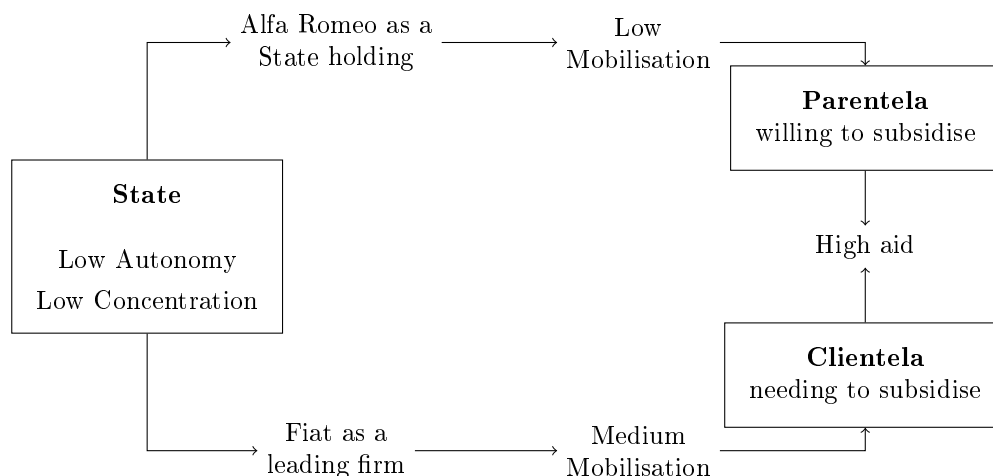 Alfa Romeo as a
State holding
Low
Mobilisation
Parentela
willing to subsidise
State
Low Autonomy
Low Concentration
High aid
Clientela
needing to subsidise
Fiat as a
leading firm
Medium
Mobilisation